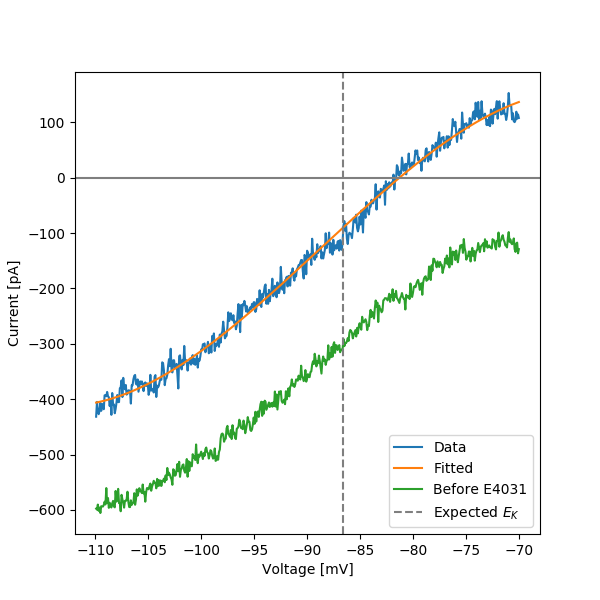 100
0
−100
−200
−300
−400
−500
−600
Current [pA]
Data
Fitted
Before E4031
Expected E_K
−110 −105 −100 −95 −90 −85 −80 −75 −70
Voltage [mV]